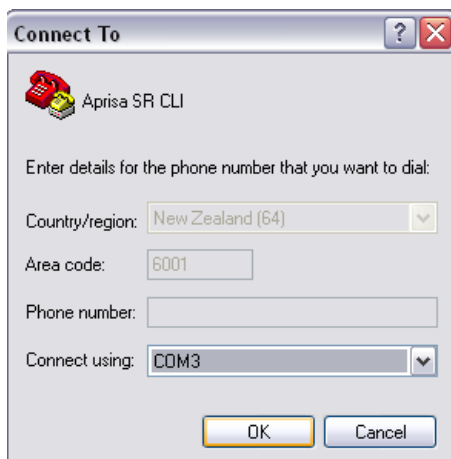 Connect To
Aprisa SR CLI
Enter details for the phone number that you want to dial:
Country/region: New Zealand (64)
Area code: 6001
Phone number:
Connect using: COM3
OK Cancel